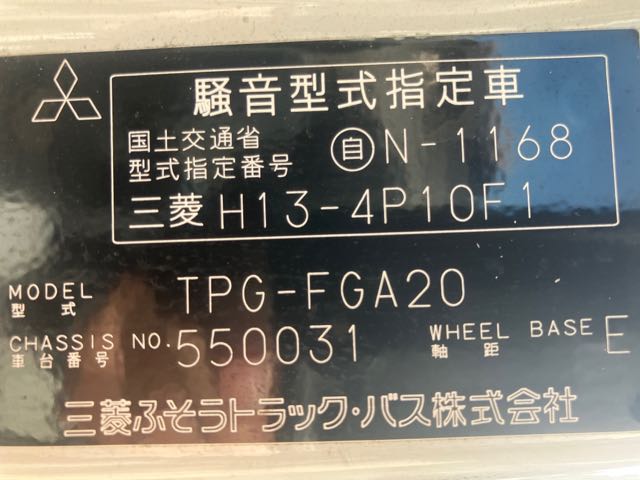 騒音型式指定車
国土交通省
型式指定番号 自 N-1168
三菱 H13-4P10F1
MODEL
型式 TPG-FGA20
CHASSIS NO.
車台番号 550031 WHEEL BASE
軸距 E
三菱ふそうトラック・バス株式会社